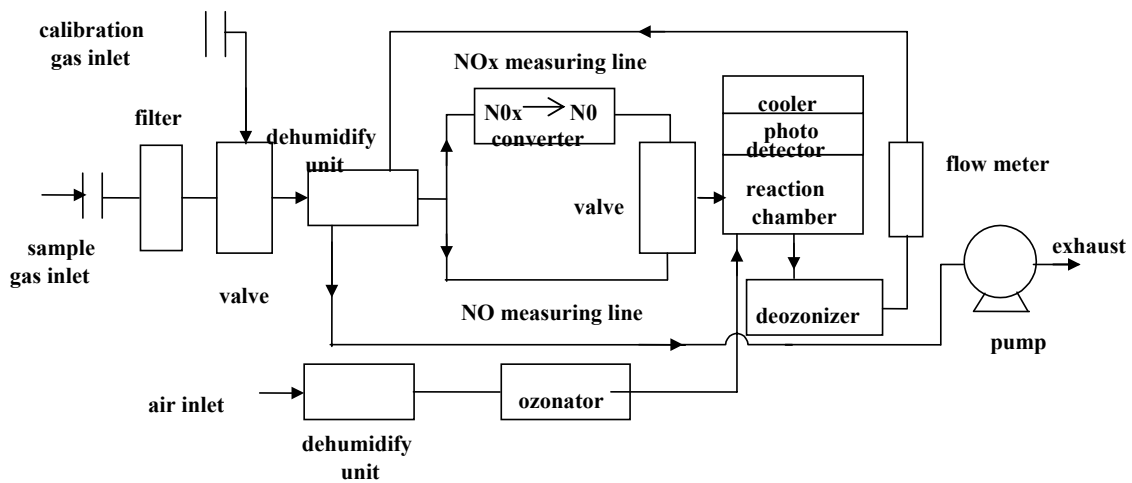 calibration
gas inlet
NOx measuring line
filter
dehumidify
unit
N0x N0
converter
cooler
photo
detector
reaction
chamber
flow meter
valve
sample
gas inlet
valve
exhaust
NO measuring line
deozonizer
pump
air inlet
ozonator
dehumidify
unit